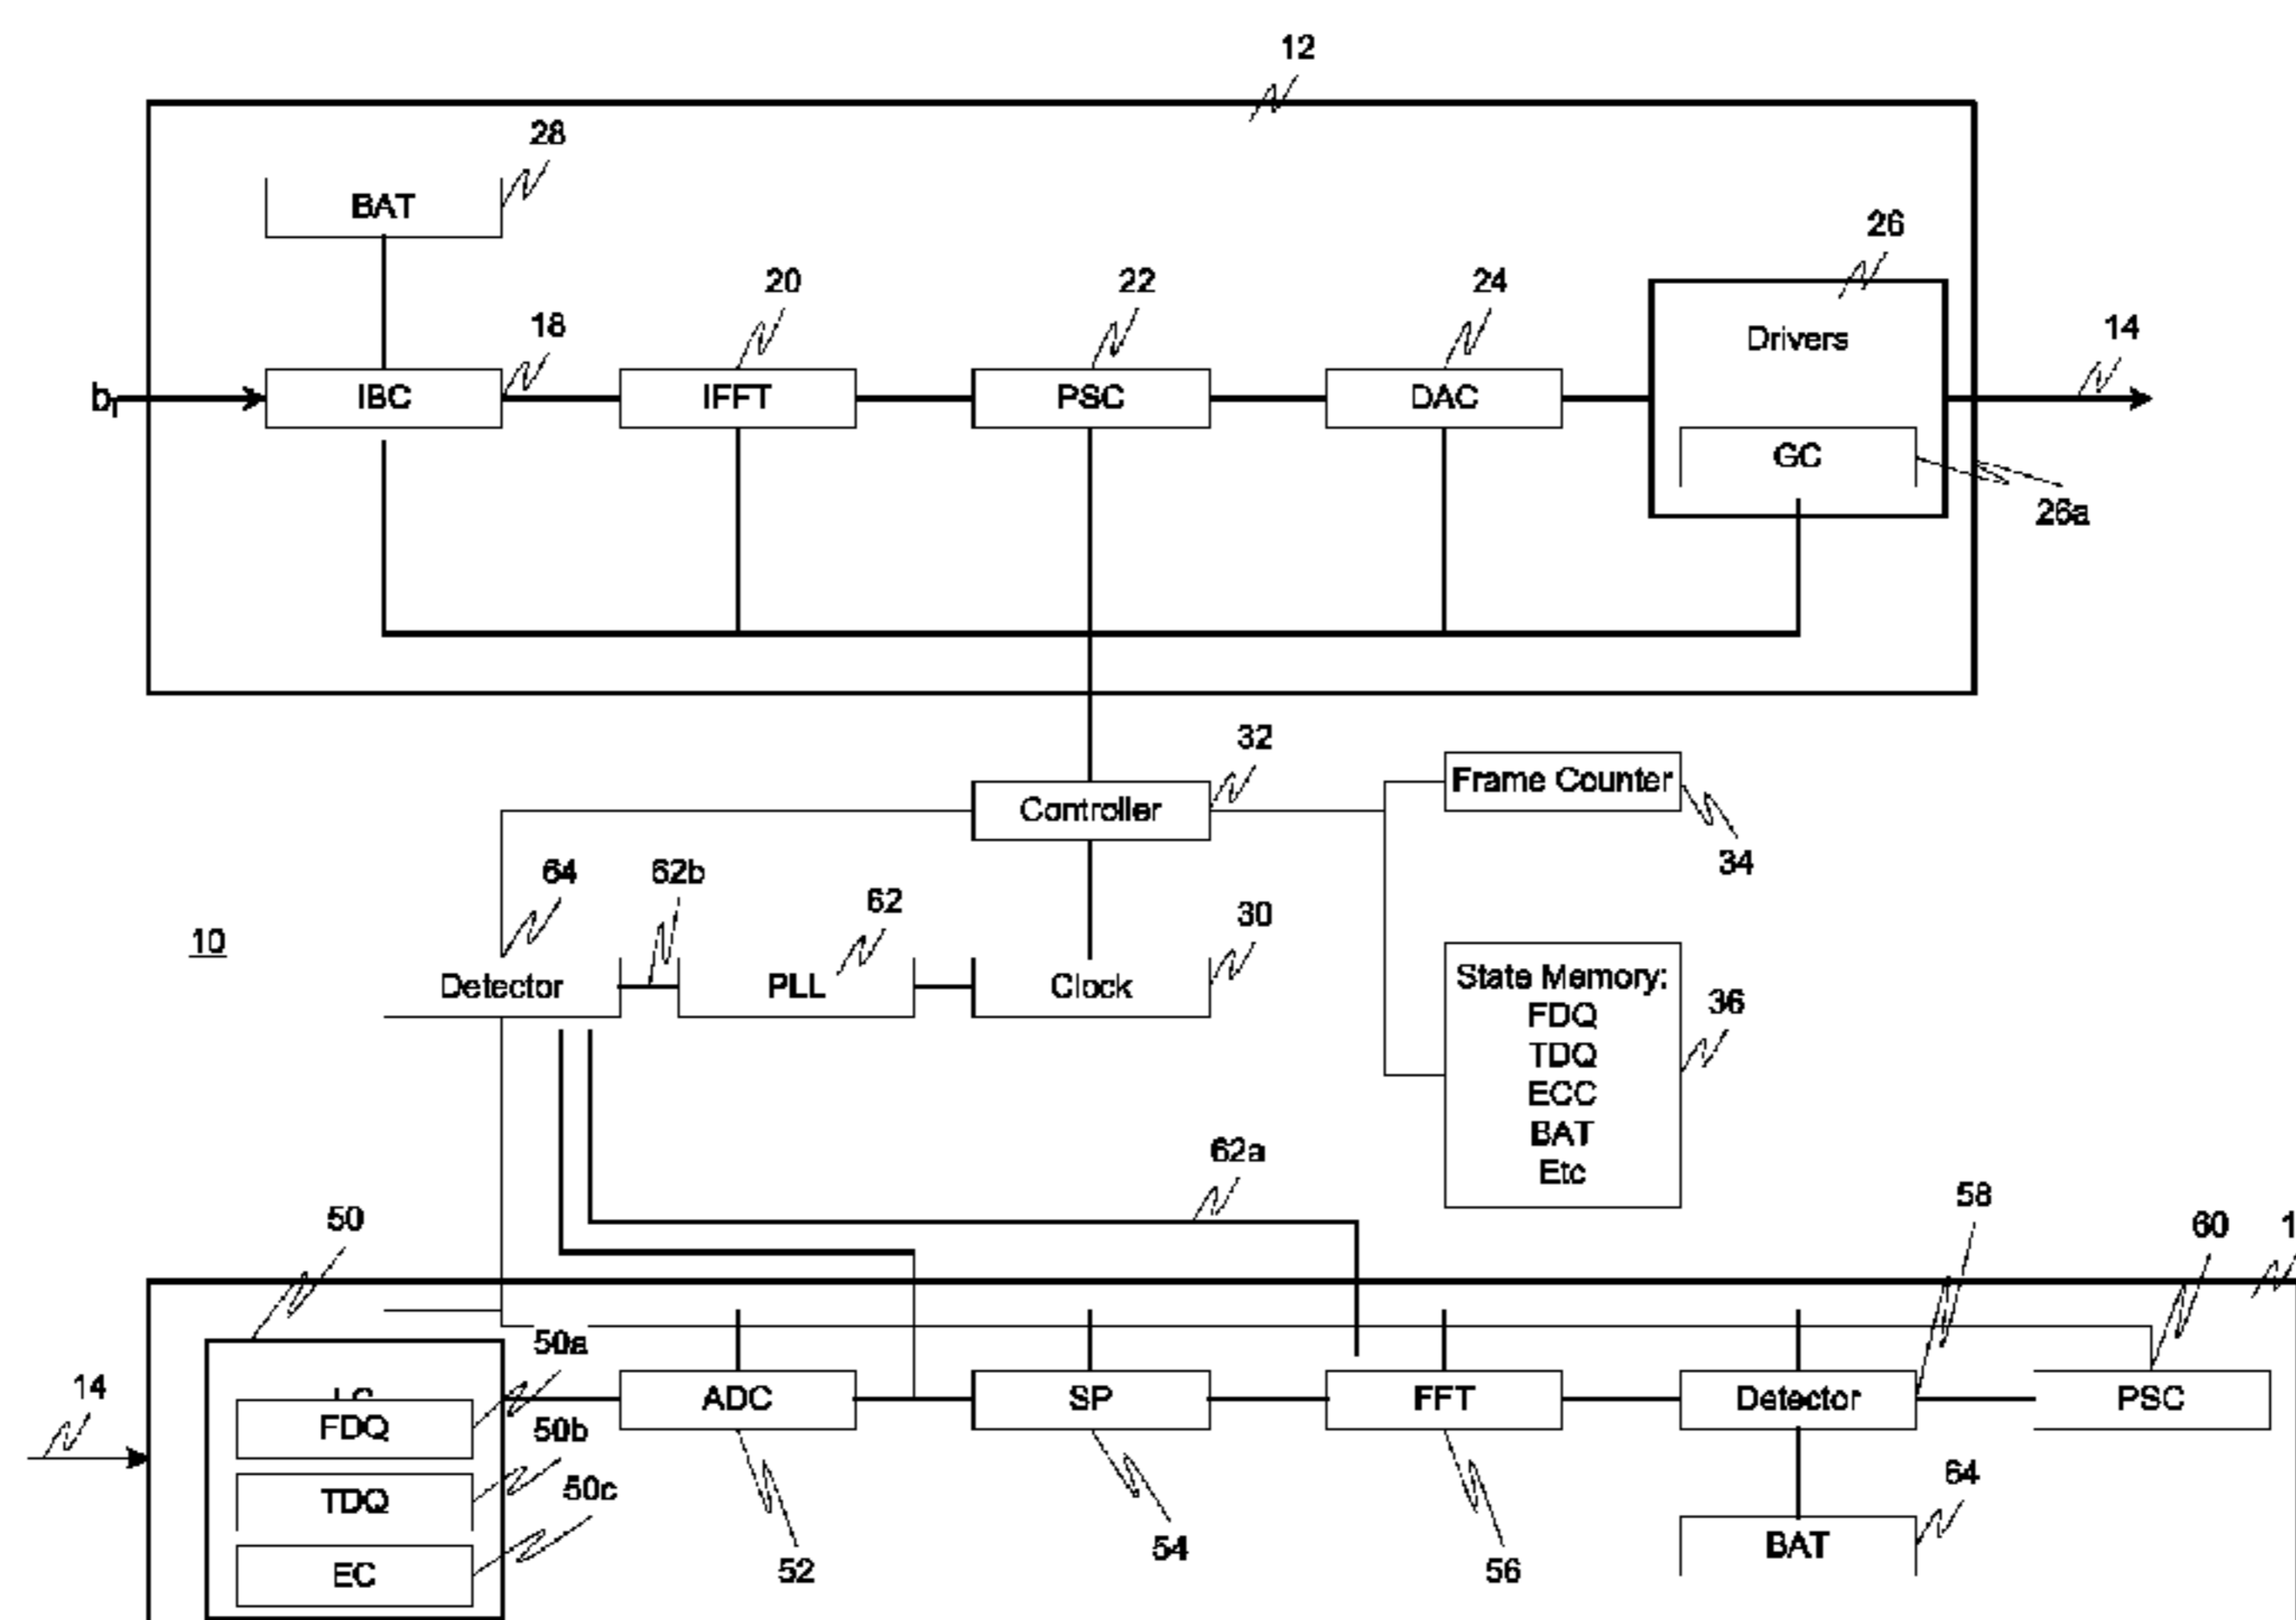 12
28
BAT
26
20
22
24
18
Drivers
14
bi
IBC
IFFT
PSC
DAC
GC
26a
32
Frame Counter
Controller
34
64
62b
62
30
10
Detector
PLL
Clock
State Memory:
FDQ
TDQ
ECC
BAT
Etc
36
62a
58
50
60
1
50a
14
ADC
SP
FFT
Detector
PSC
FDQ
50b
TDQ
50c
64
EC
52
54
56
BAT